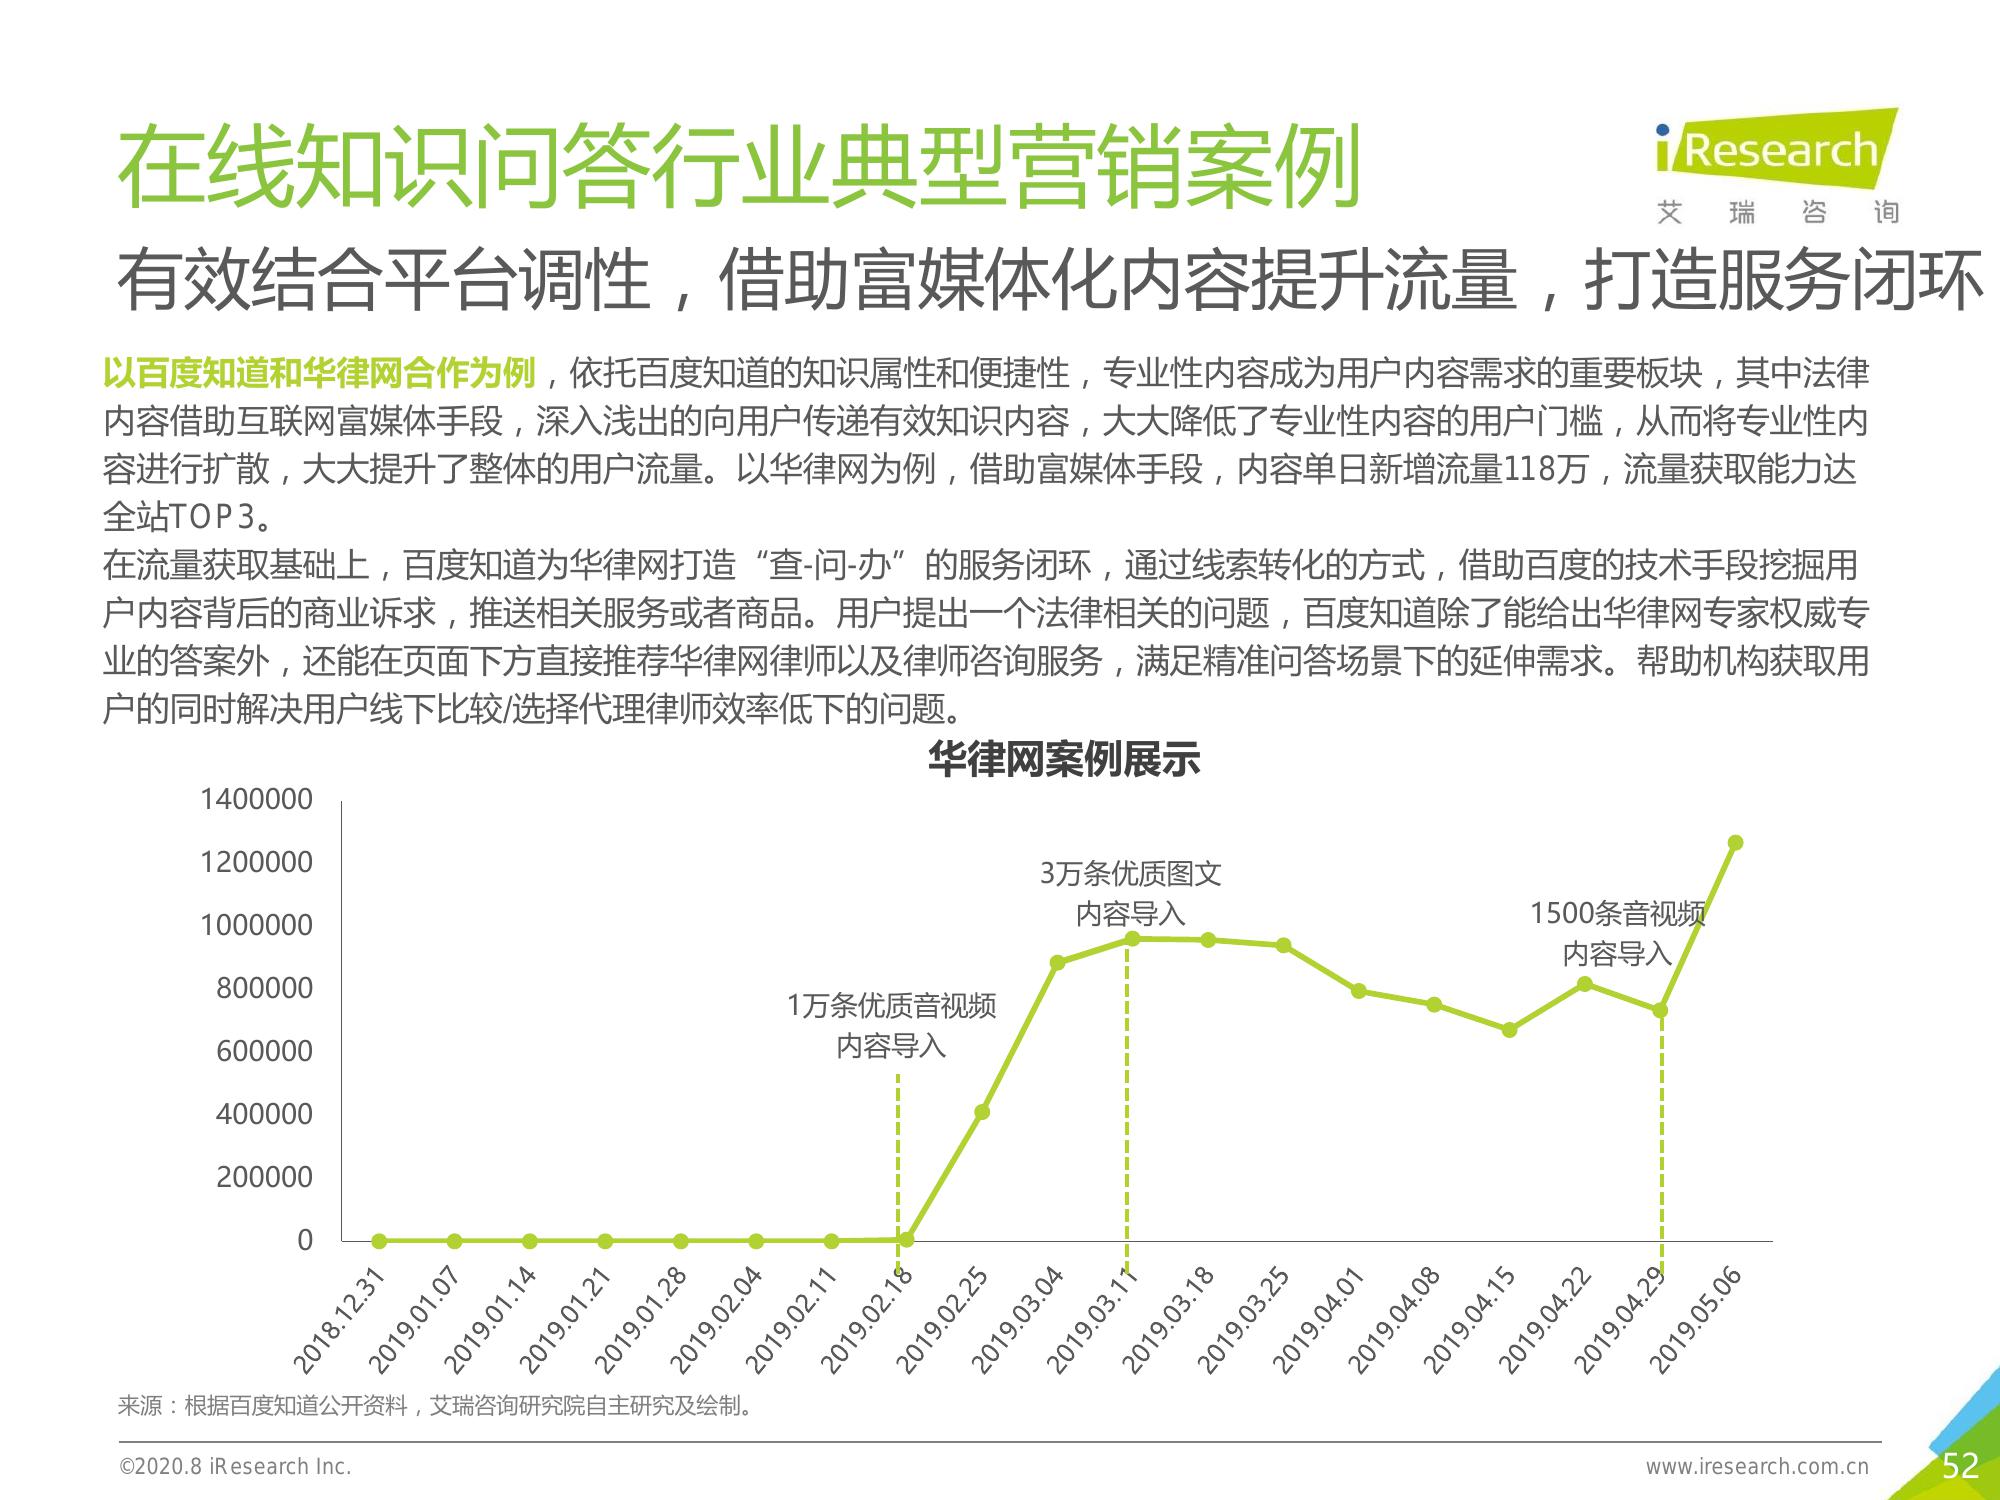 在线知识问答行业典型营销案例
iResearch
艾瑞咨询
有效结合平台调性，借助富媒体化内容提升流量，打造服务闭环
以百度知道和华律网合作为例，依托百度知道的知识属性和便捷性，专业性内容成为用户内容需求的重要板块，其中法律
内容借助互联网富媒体手段，深入浅出的向用户传递有效知识内容，大大降低了专业性内容的用户门槛，从而将专业性内
容进行扩散，大大提升了整体的用户流量。以华律网为例，借助富媒体手段，内容单日新增流量118万，流量获取能力达
全站TOP3。
在流量获取基础上，百度知道为华律网打造“查-问-办”的服务闭环，通过线索转化的方式，借助百度的技术手段挖掘用
户内容背后的商业诉求，推送相关服务或者商品。用户提出一个法律相关的问题，百度知道除了能给出华律网专家权威专
业的答案外，还能在页面下方直接推荐华律网律师以及律师咨询服务，满足精准问答场景下的延伸需求。帮助机构获取用
户的同时解决用户线下比较/选择代理律师效率低下的问题。
华律网案例展示
1400000
1200000
1000000
800000
600000
400000
200000
0
1万条优质音视频
内容导入
3万条优质图文
内容导入
1500条音视频
内容导入
2018.12.31
2019.01.07
2019.01.14
2019.01.21
2019.01.28
2019.02.04
2019.02.11
2019.02.18
2019.02.25
2019.03.04
2019.03.11
2019.03.18
2019.03.25
2019.04.01
2019.04.08
2019.04.15
2019.04.22
2019.04.29
2019.05.06
来源：根据百度知道公开资料，艾瑞咨询研究院自主研究及绘制。
©2020.8 iResearch Inc.
www.iresearch.com.cn
52